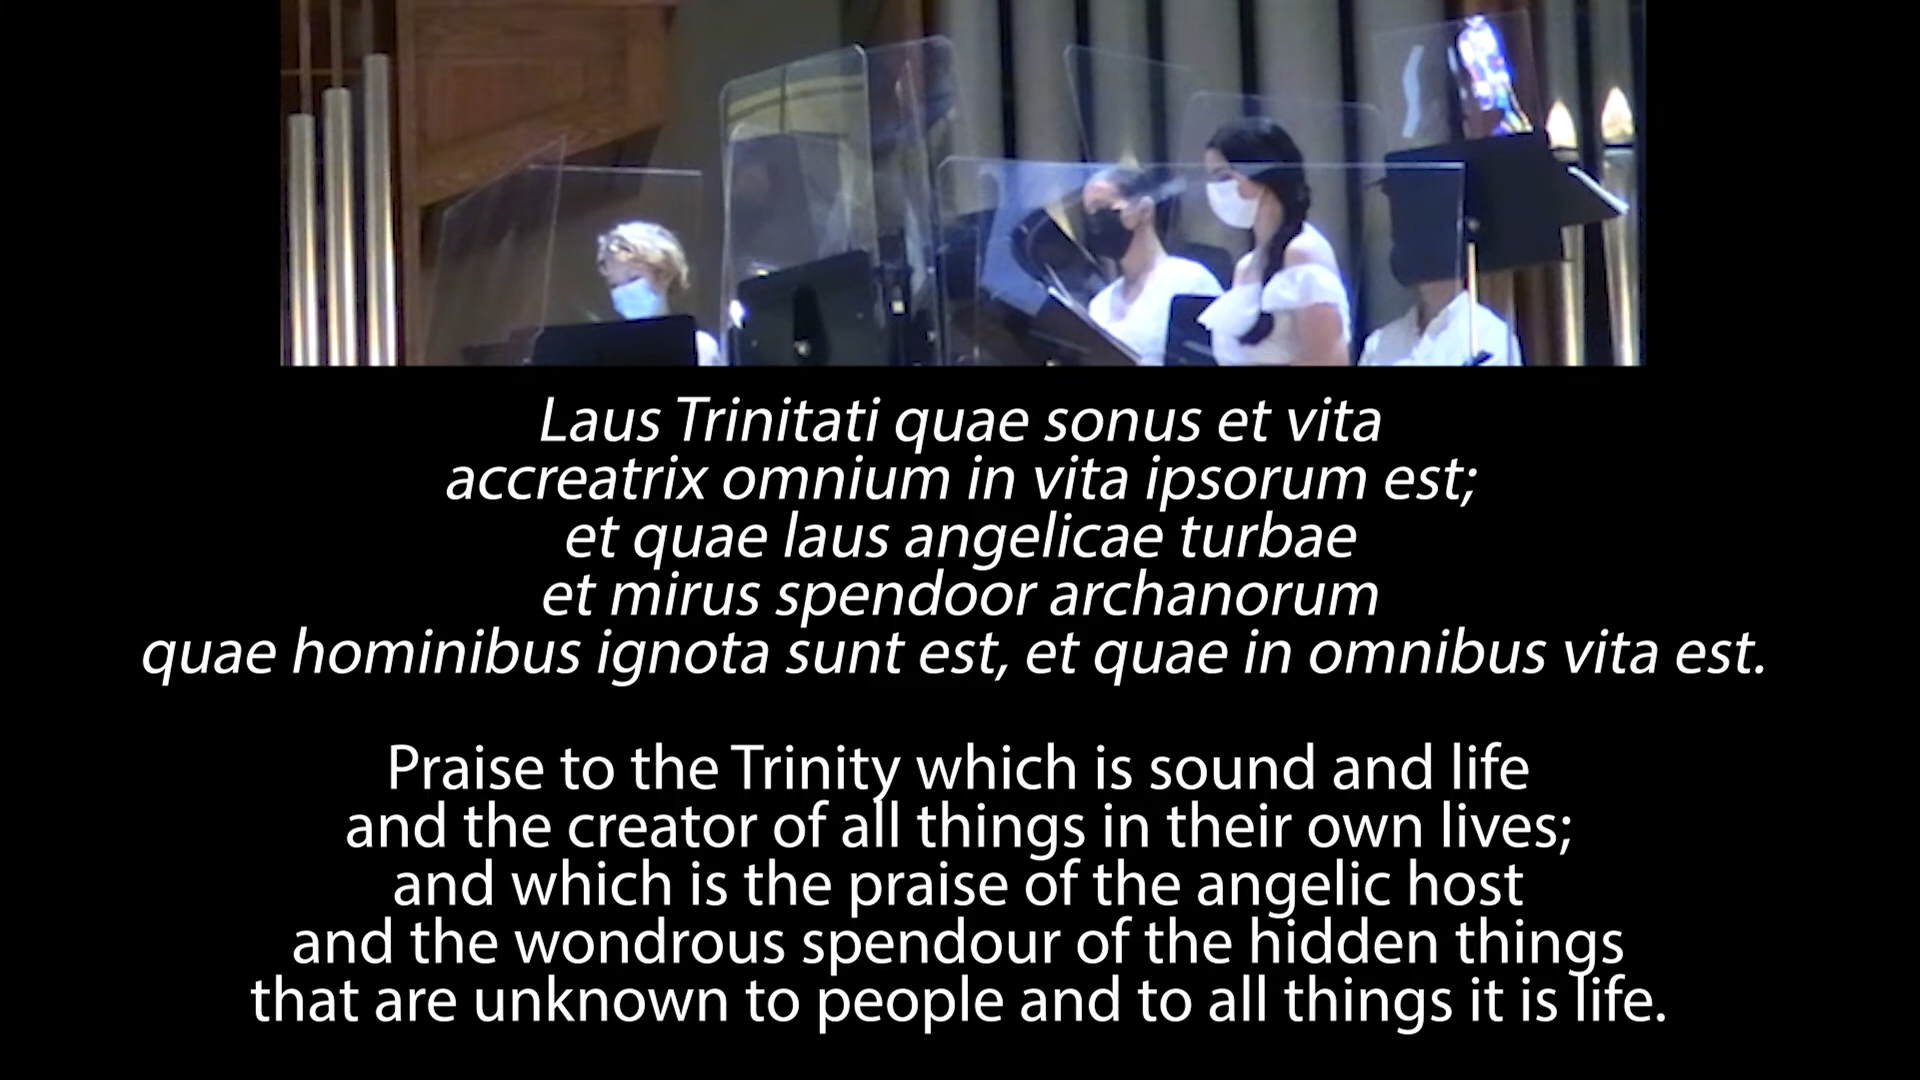 Laus Trinitati quae sonus et vita
accreatrix omnium in vita ipsorum est;
et quae laus angelicae turbae
et mirus spendoor archanorum
quae hominibus ignota sunt est, et quae in omnibus vita est.
Praise to the Trinity which is sound and life
and the creator of all things in their own lives;
and which is the praise of the angelic host
and the wondrous spendour of the hidden things
that are unknown to people and to all things it is life.